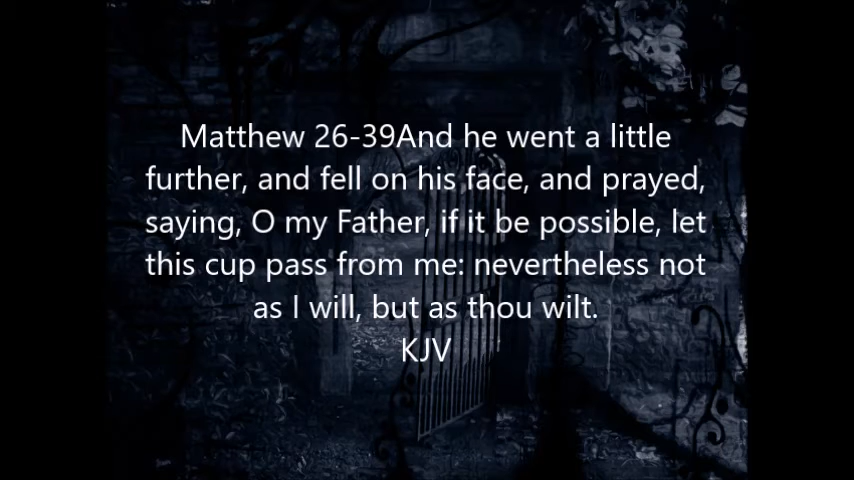 Matthew 26-39And he went a little
further, and fell on his face, and prayed,
saying, O my Father, if it be possible, let
this cup pass from me: nevertheless not
as I will, but as thou wilt.
KJV